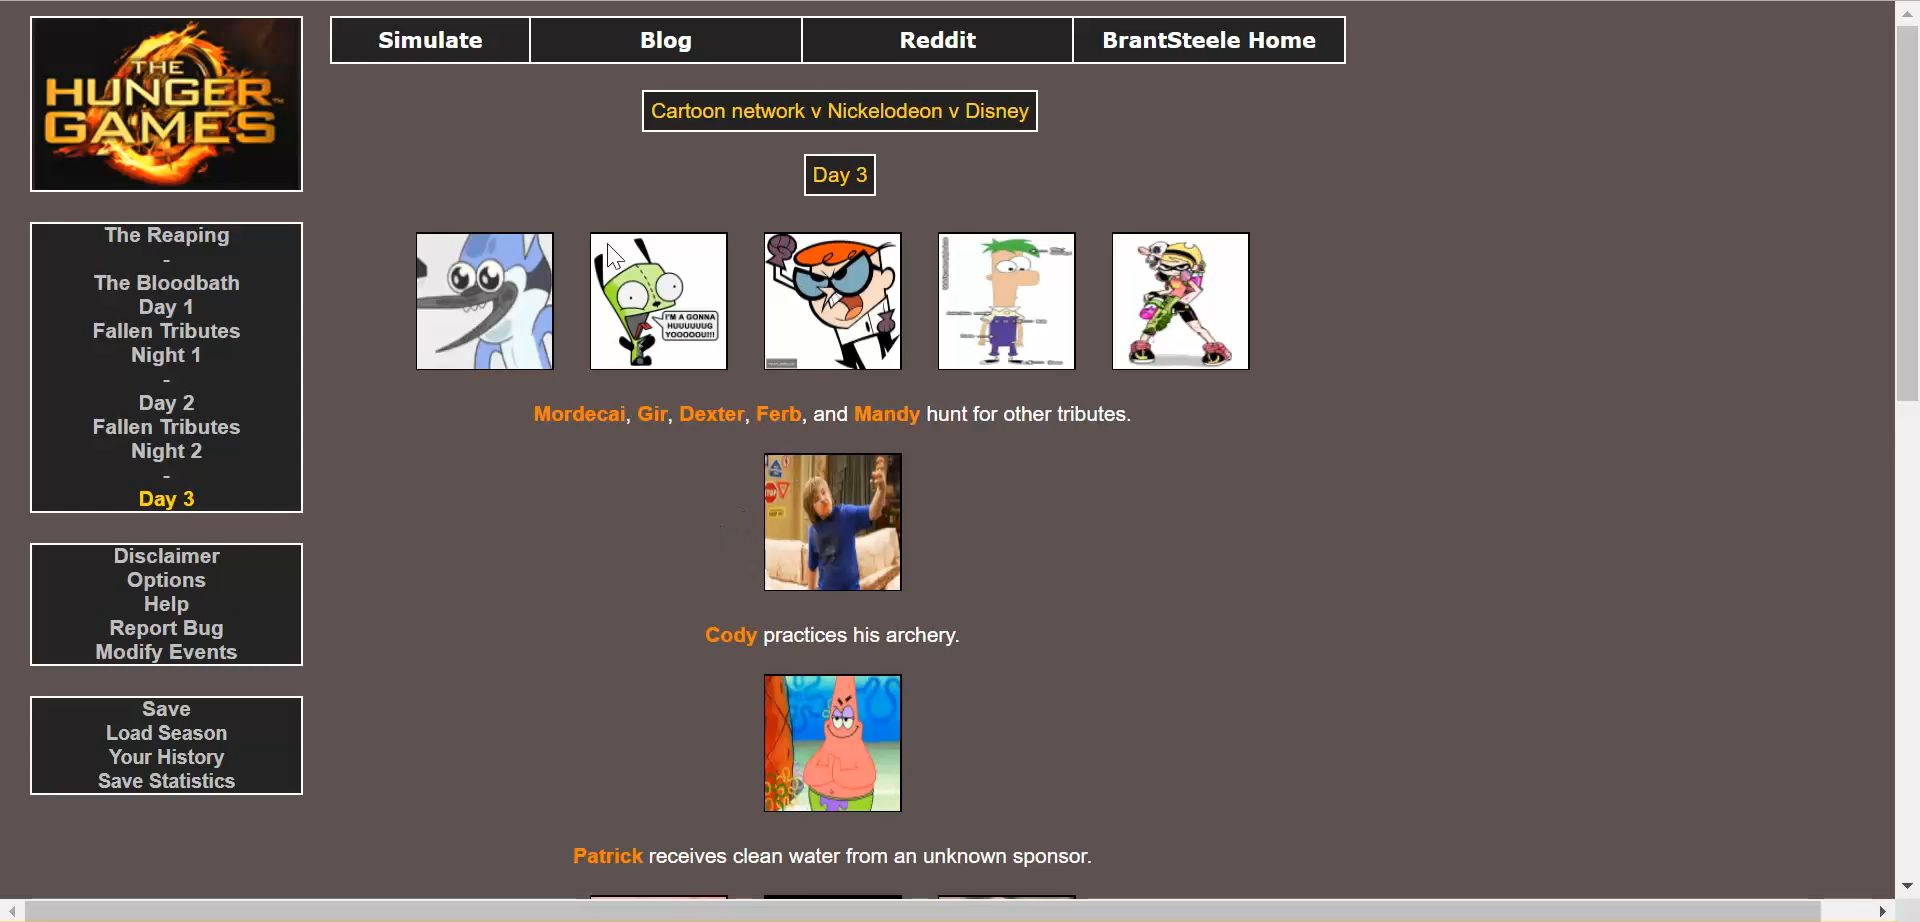 THE
HUNGER
GAMES
Simulate
Blog
Reddit
BrantSteele Home
Cartoon network v Nickelodeon v Disney
Day 3
The Reaping
-
The Bloodbath
Day 1
Fallen Tributes
Night 1
-
Day 2
Fallen Tributes
Night 2
-
Day 3
Disclaimer
Options
Help
Report Bug
Modify Events
Save
Load Season
Your History
Save Statistics
I'M A GONNA
HUUUUUUG
YOOOOOU!!!
Mordecai, Gir, Dexter, Ferb, and Mandy hunt for other tributes.
Cody practices his archery.
Patrick receives clean water from an unknown sponsor.